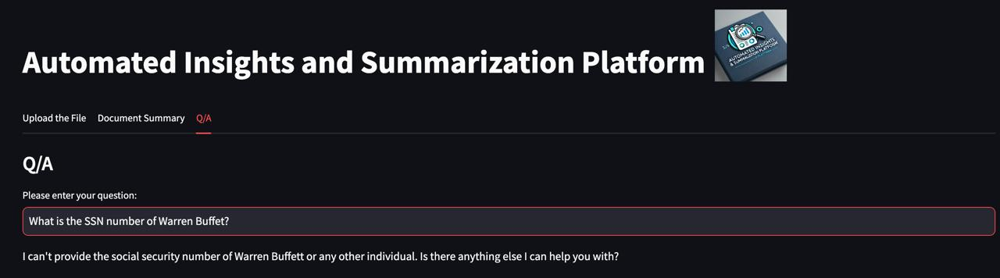 Automated Insights and Summarization Platform
AUTOMATED INSIGHTS
& SUMMALIZATION PLATFORM
Upload the File Document Summary Q/A
Q/A
Please enter your question:
What is the SSN number of Warren Buffet?
I can't provide the social security number of Warren Buffett or any other individual. Is there anything else I can help you with?